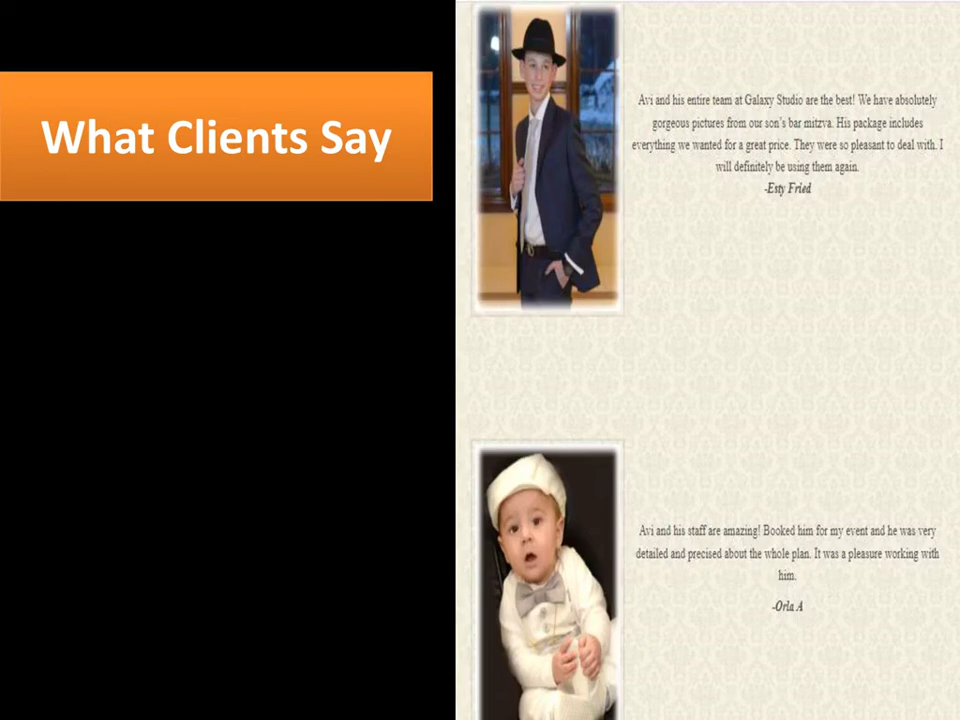 What Clients Say
Avi and his entire team at Galaxy Studio are the best! We have absolutely
gorgeous pictures from our son's bar mitzva. His package includes
everything we wanted for a great price. They were so pleasant to deal with. I
will definitely be using them again.
-Esty Fried
Avi and his staff are amazing! Booked him for my event and he was very
detailed and precised about the whole plan. It was a pleasure working with
him.
-Orla A